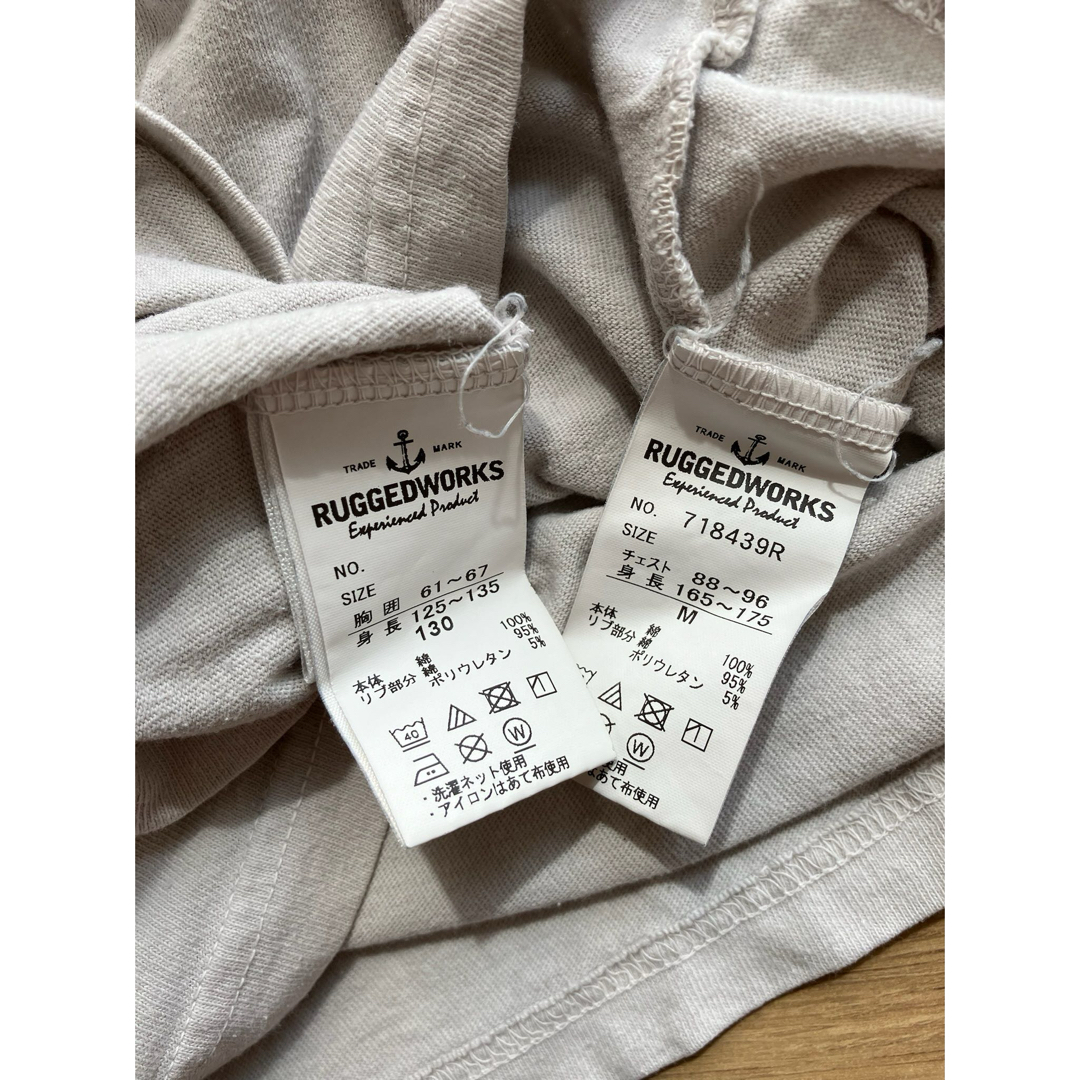 TRADE MARK
RUGGEDWORKS
Experienced Product
NO.
SIZE
胸囲 61～67
身長 125～135
130
本体 綿 100%
リブ部分 綿 95%
ポリウレタン 5%
40
W
・洗濯ネット使用
・アイロンはあて布使用
TRADE MARK
RUGGEDWORKS
Experienced Product
NO. 718439R
SIZE
チェスト 88～96
身長 165～175
M
本体 綿 100%
リブ部分 綿 95%
ポリウレタン 5%
W
使用
あて布使用